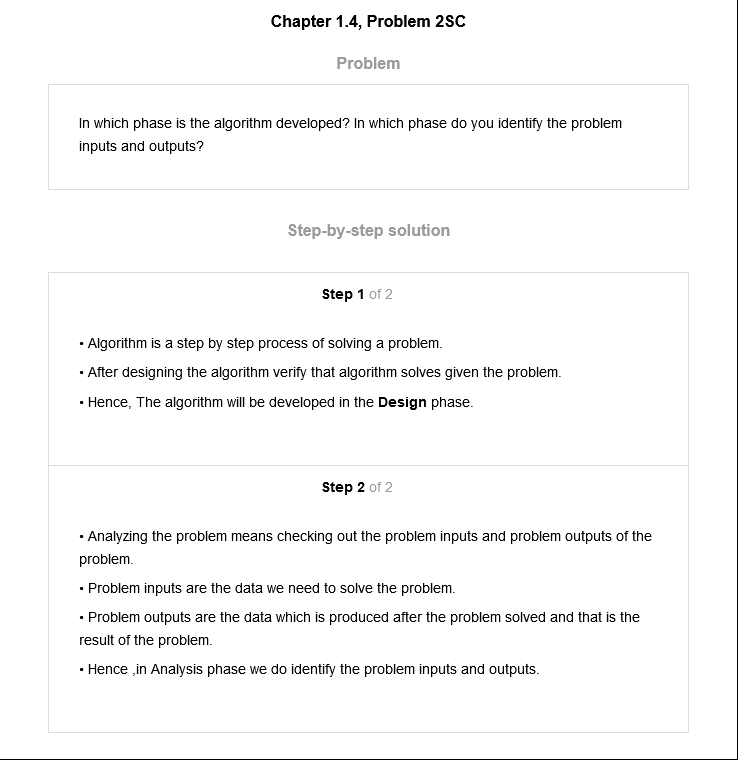 Chapter 1.4, Problem 2SC
Problem
In which phase is the algorithm developed? In which phase do you identify the problem
inputs and outputs?
Step-by-step solution
Step 1 of 2
• Algorithm is a step by step process of solving a problem.
• After designing the algorithm verify that algorithm solves given the problem.
• Hence, The algorithm will be developed in the Design phase.
Step 2 of 2
• Analyzing the problem means checking out the problem inputs and problem outputs of the
problem.
• Problem inputs are the data we need to solve the problem.
• Problem outputs are the data which is produced after the problem solved and that is the
result of the problem.
• Hence ,in Analysis phase we do identify the problem inputs and outputs.